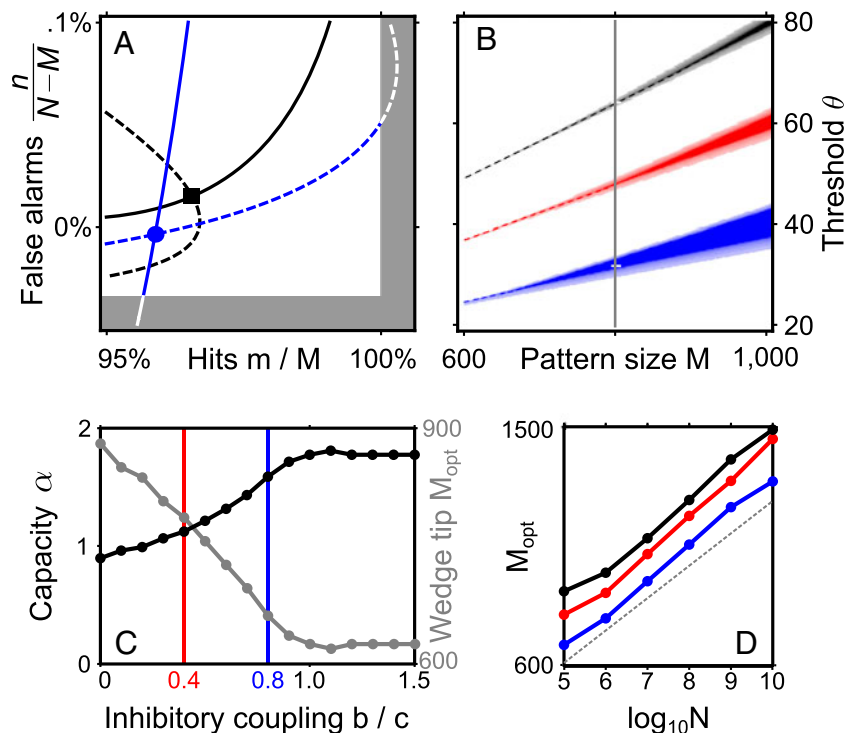 A
.1%
0%
False alarms n / N−M
95%
100%
Hits m / M
B
80
60
40
20
Threshold θ
600
1,000
Pattern size M
C
2
1
0
Capacity α
900
600
Wedge tip Mopt
0
0.4
0.8
1.0
1.5
Inhibitory coupling b / c
D
1500
600
Mopt
5
6
7
8
9
10
log10N